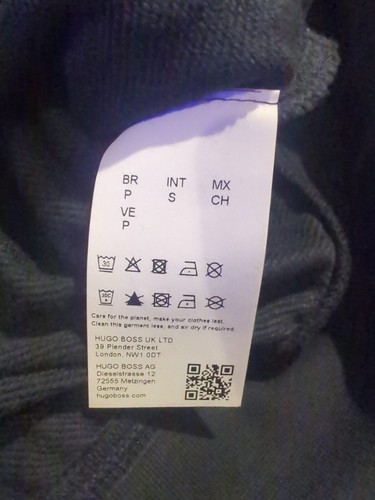 BR INT MX
P S CH
VE
P
30
30C
Care for the planet, make your clothes last.
Clean this garment less, and air dry if required.
HUGO BOSS UK LTD
39 Plender Street
London, NW1 0DT
HUGO BOSS AG
Dieselstrasse 12
72555 Metzingen
Germany
hugoboss.com